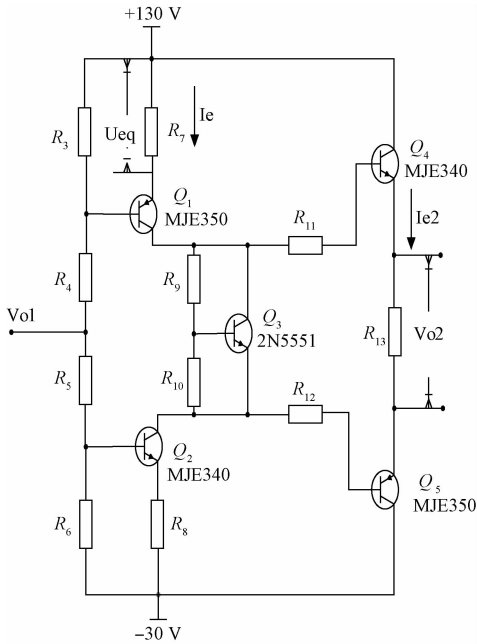 +130 V
Ie
R3
Ueq
R7
Q4
MJE340
Q1
MJE350
R11
Ie2
R4
R9
Vo1
Q3
2N5551
R13
Vo2
R5
R10
R12
Q2
MJE340
Q5
MJE350
R6
R8
−30 V